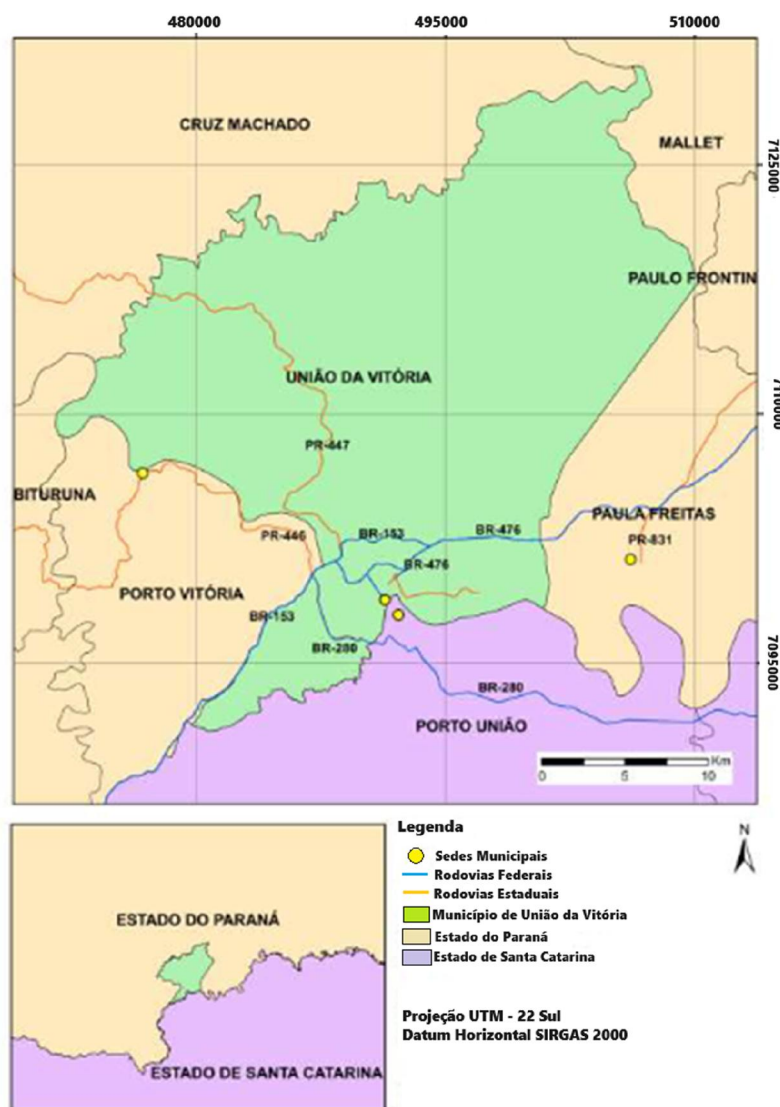 480000 495000 510000
CRUZ MACHADO
MALLET
7125000
PAULO FRONTIN
UNIÃO DA VITÓRIA
7110000
PR-447
BITURUNA
PAULA FREITAS
PR-446
BR-153
BR-476
PR-831
BR-476
PORTO VITÓRIA
BR-153
BR-280
7095000
BR-280
PORTO UNIÃO
Km
0 5 10
ESTADO DO PARANÁ
ESTADO DE SANTA CATARINA
Legenda
N
Sedes Municipais
Rodovias Federais
Rodovias Estaduais
Município de União da Vitória
Estado do Paraná
Estado de Santa Catarina
Projeção UTM - 22 Sul
Datum Horizontal SIRGAS 2000